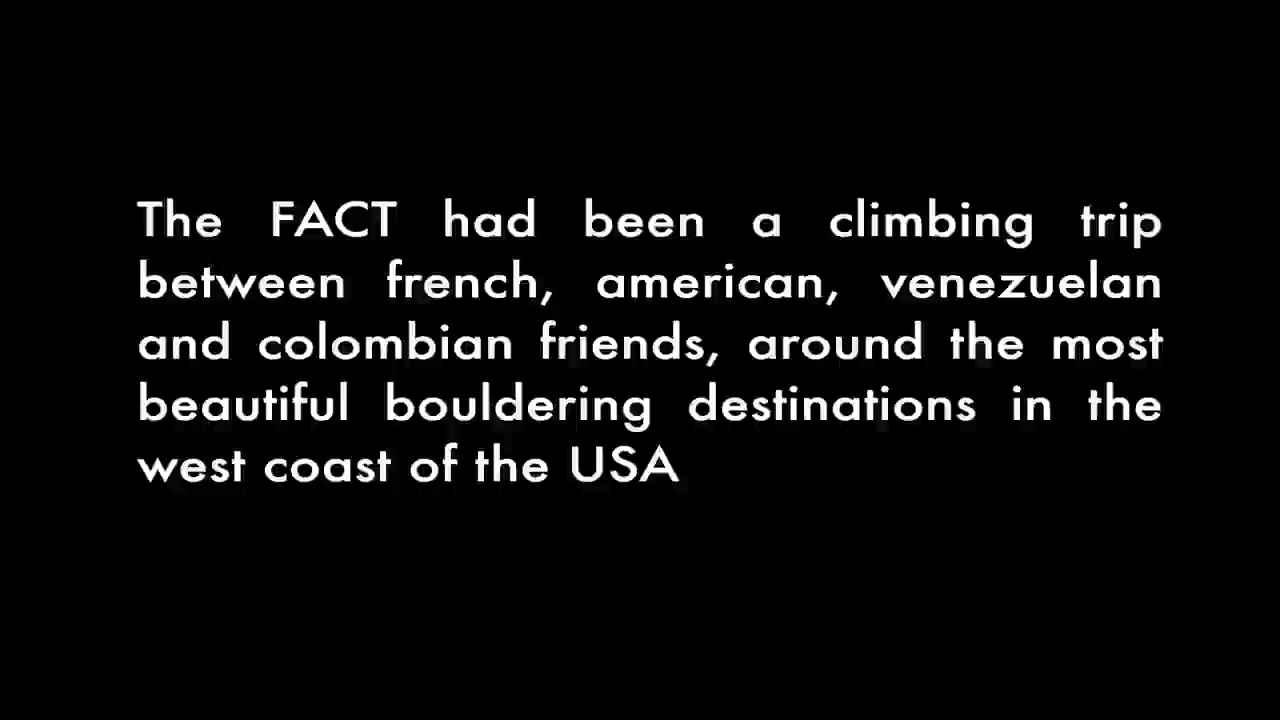 The FACT had been a climbing trip
between french, american, venezuelan
and colombian friends, around the most
beautiful bouldering destinations in the
west coast of the USA